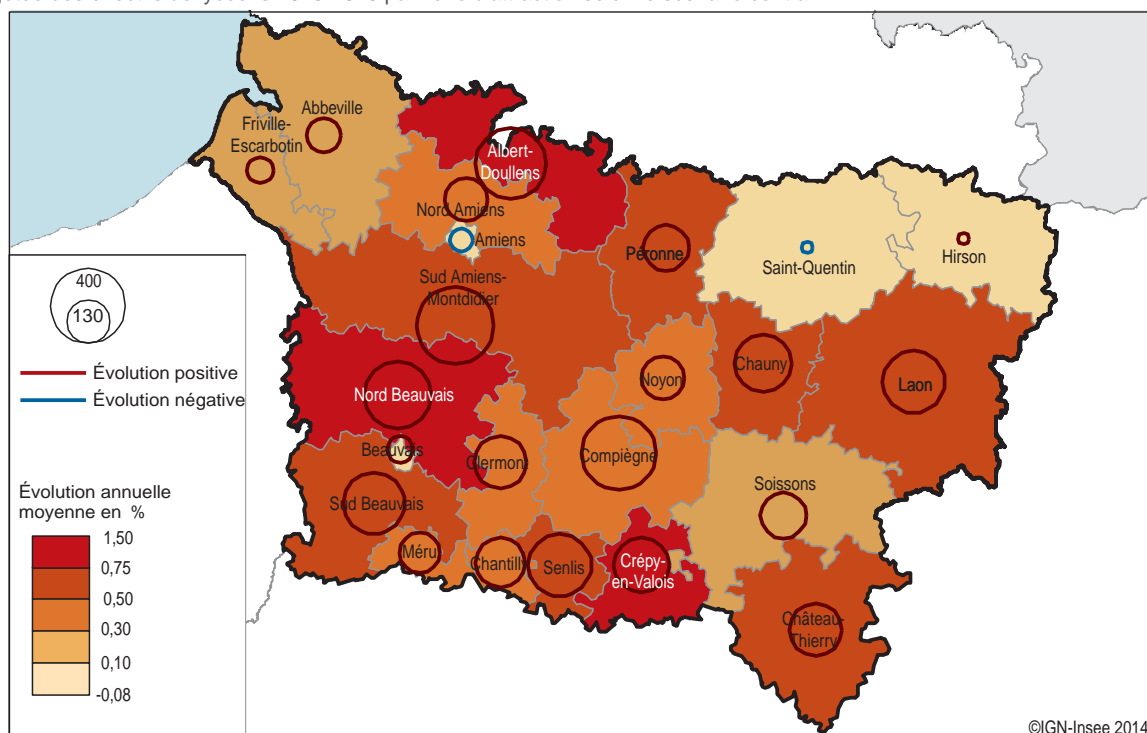 Abbeville
Friville-
Escarbotin
Albert-
Doullens
Nord Amiens
Amiens
Péronne
Saint-Quentin
Hirson
Sud Amiens-
Montdidier
400
130
Évolution positive
Évolution négative
Nord Beauvais
Noyon
Chauny
Laon
Beauvais
Clermont
Compiègne
Sud Beauvais
Soissons
Évolution annuelle
moyenne en %
1,50
0,75
0,50
0,30
0,10
-0,08
Méru
Chantilly
Senlis
Crépy-
en-Valois
Château-
Thierry
©IGN-Insee 2014